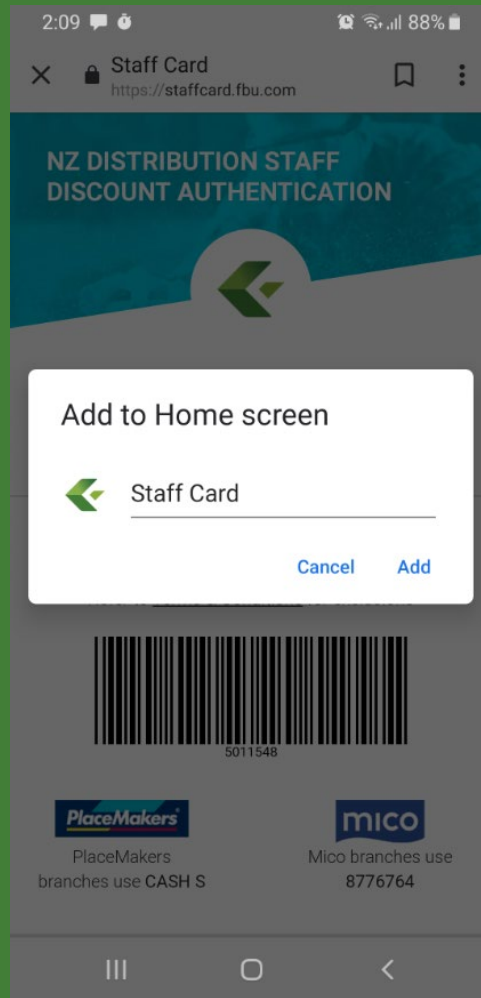 2:09 88%
Staff Card
https://staffcard.fbu.com
NZ DISTRIBUTION STAFF
DISCOUNT AUTHENTICATION
Add to Home screen
Staff Card
Cancel Add
5011548
PlaceMakers mico
PlaceMakers Mico branches use
branches use CASH S 8776764